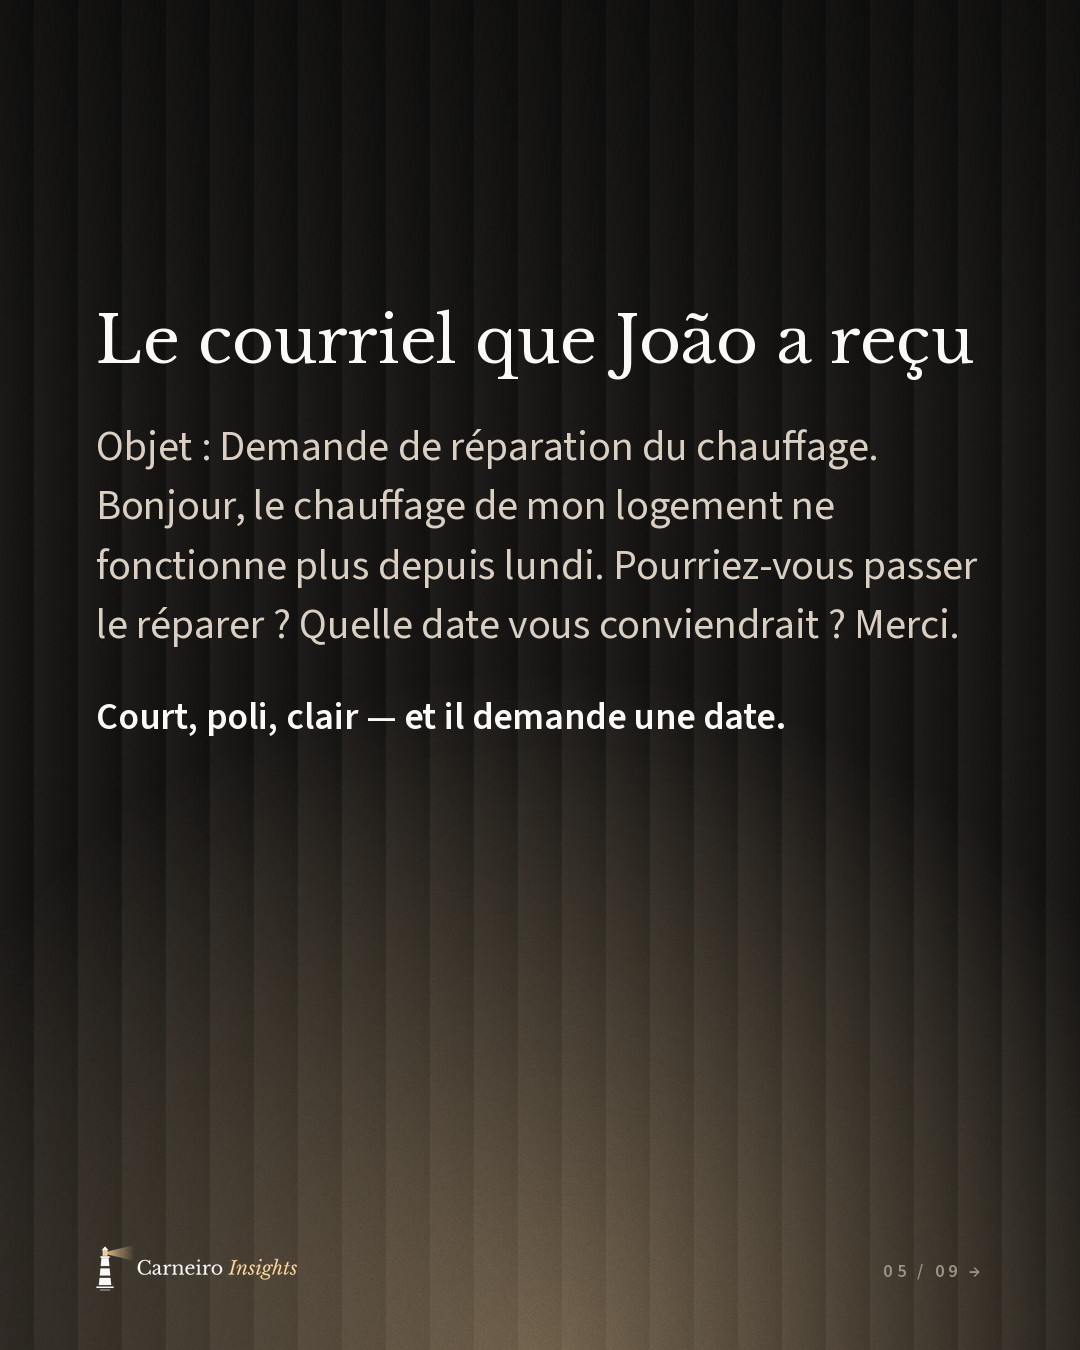 Le courriel que João a reçu
Objet : Demande de réparation du chauffage.
Bonjour, le chauffage de mon logement ne
fonctionne plus depuis lundi. Pourriez-vous passer
le réparer ? Quelle date vous conviendrait ? Merci.
Court, poli, clair — et il demande une date.
Carneiro Insights
05 / 09 →